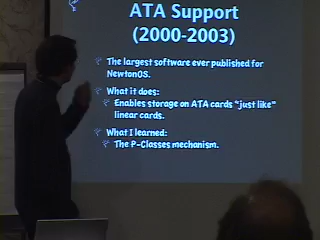 ATA Support
(2000-2003)
The largest software ever published for
NewtonOS.
What it does:
Enables storage on ATA cards "just like"
linear cards.
What I learned:
The P-Classes mechanism.